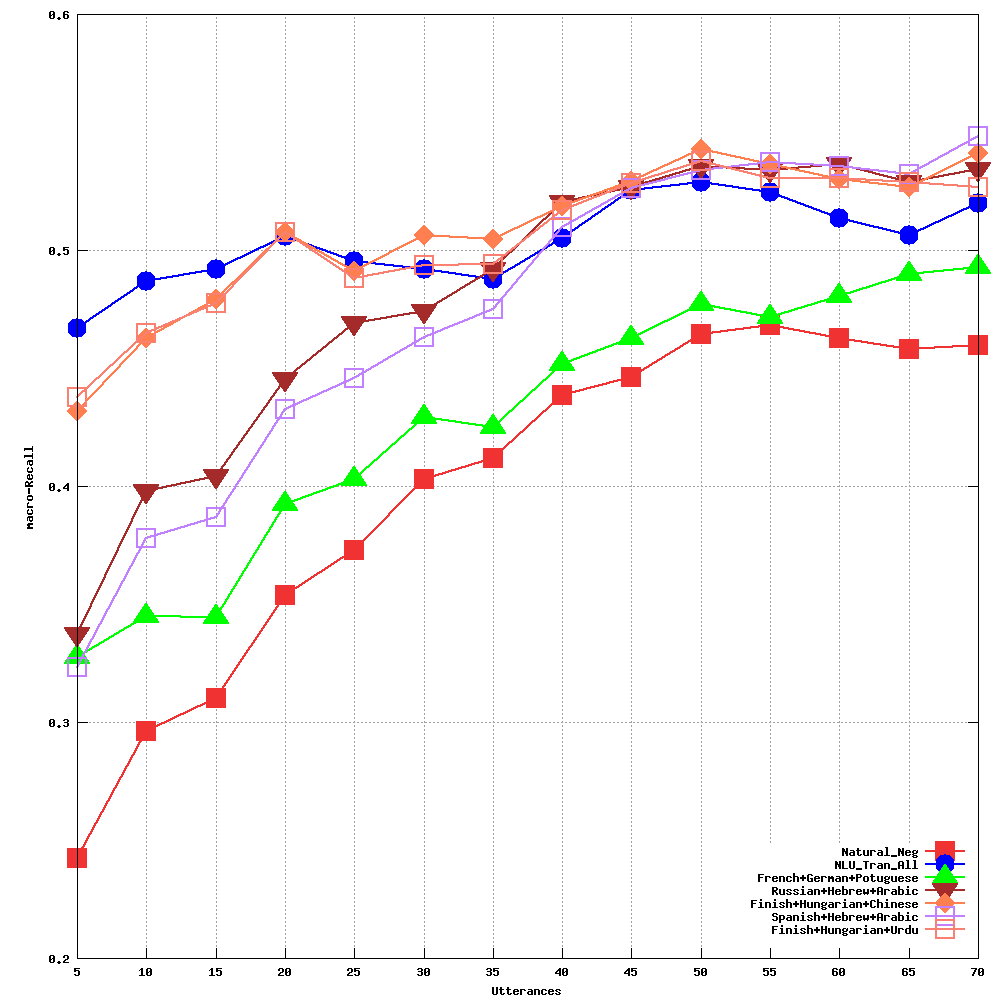 0.6
0.5
0.4
0.3
0.2
macro-Recall
Natural_Neg
NLU_Tran_All
French+German+Potuguese
Russian+Hebrew+Arabic
Finish+Hungarian+Chinese
Spanish+Hebrew+Arabic
Finish+Hungarian+Urdu
5 10 15 20 25 30 35 40 45 50 55 60 65 70
Utterances